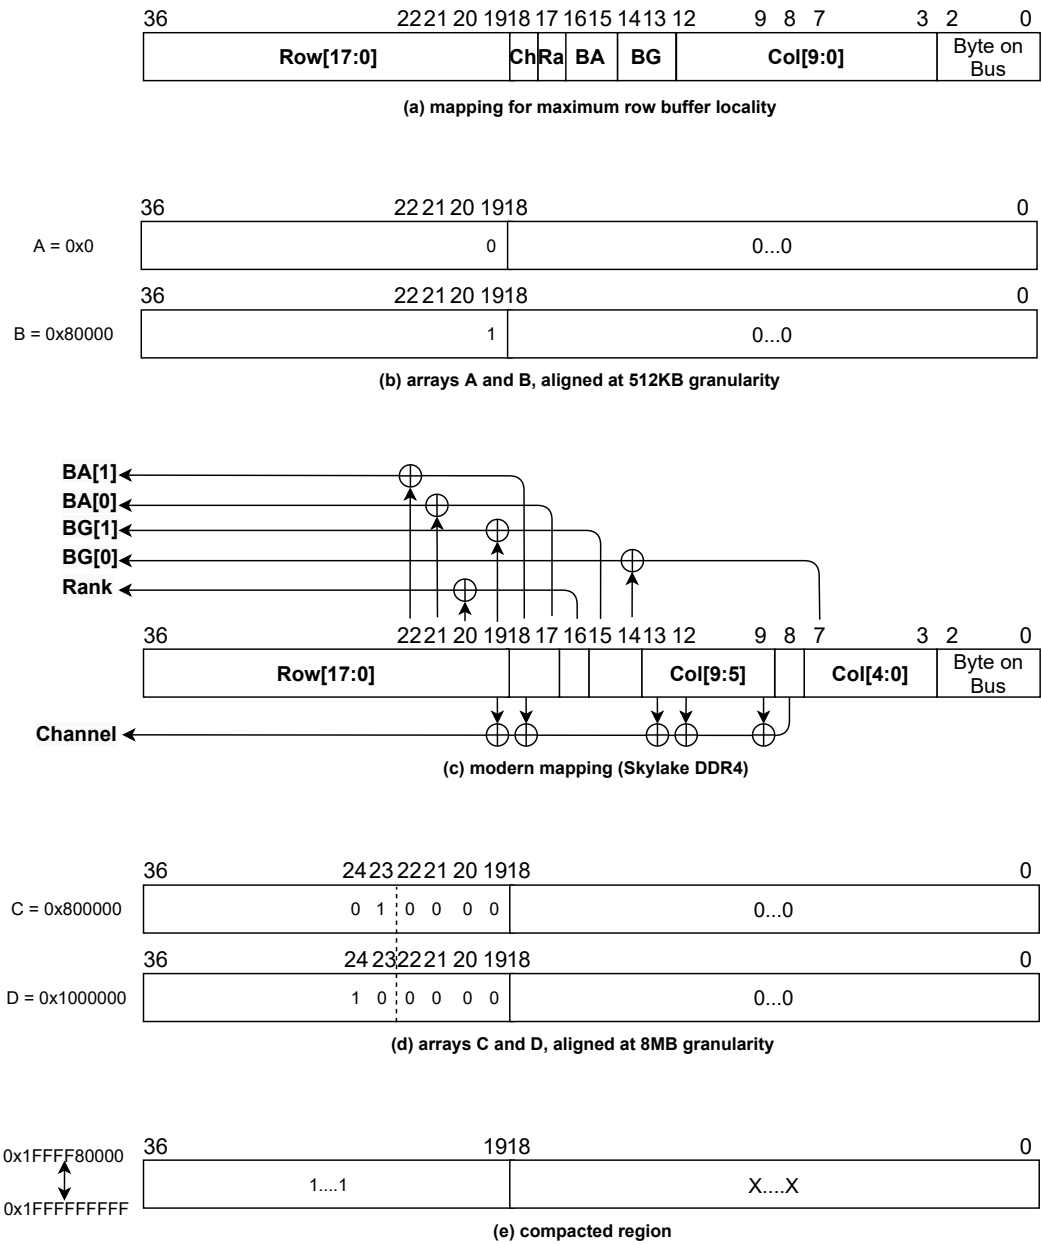 36 22 21 20 19 18 17 16 15 14 13 12 9 8 7 3 2 0
Row[17:0] Ch Ra BA BG Col[9:0] Byte on
Bus
(a) mapping for maximum row buffer locality
36 22 21 20 19 18 0
A = 0x0 0 0...0
36 22 21 20 19 18 0
B = 0x80000 1 0...0
(b) arrays A and B, aligned at 512KB granularity
BA[1]
BA[0]
BG[1]
BG[0]
Rank
36 22 21 20 19 18 17 16 15 14 13 12 9 8 7 3 2 0
Row[17:0] Col[9:5] Col[4:0] Byte on
Bus
Channel
(c) modern mapping (Skylake DDR4)
36 24 23 22 21 20 19 18 0
C = 0x800000 0 1 0 0 0 0 0...0
36 24 23 22 21 20 19 18 0
D = 0x1000000 1 0 0 0 0 0 0...0
(d) arrays C and D, aligned at 8MB granularity
36 19 18 0
0x1FFFF80000
1....1 X....X
0x1FFFFFFFFF
(e) compacted region